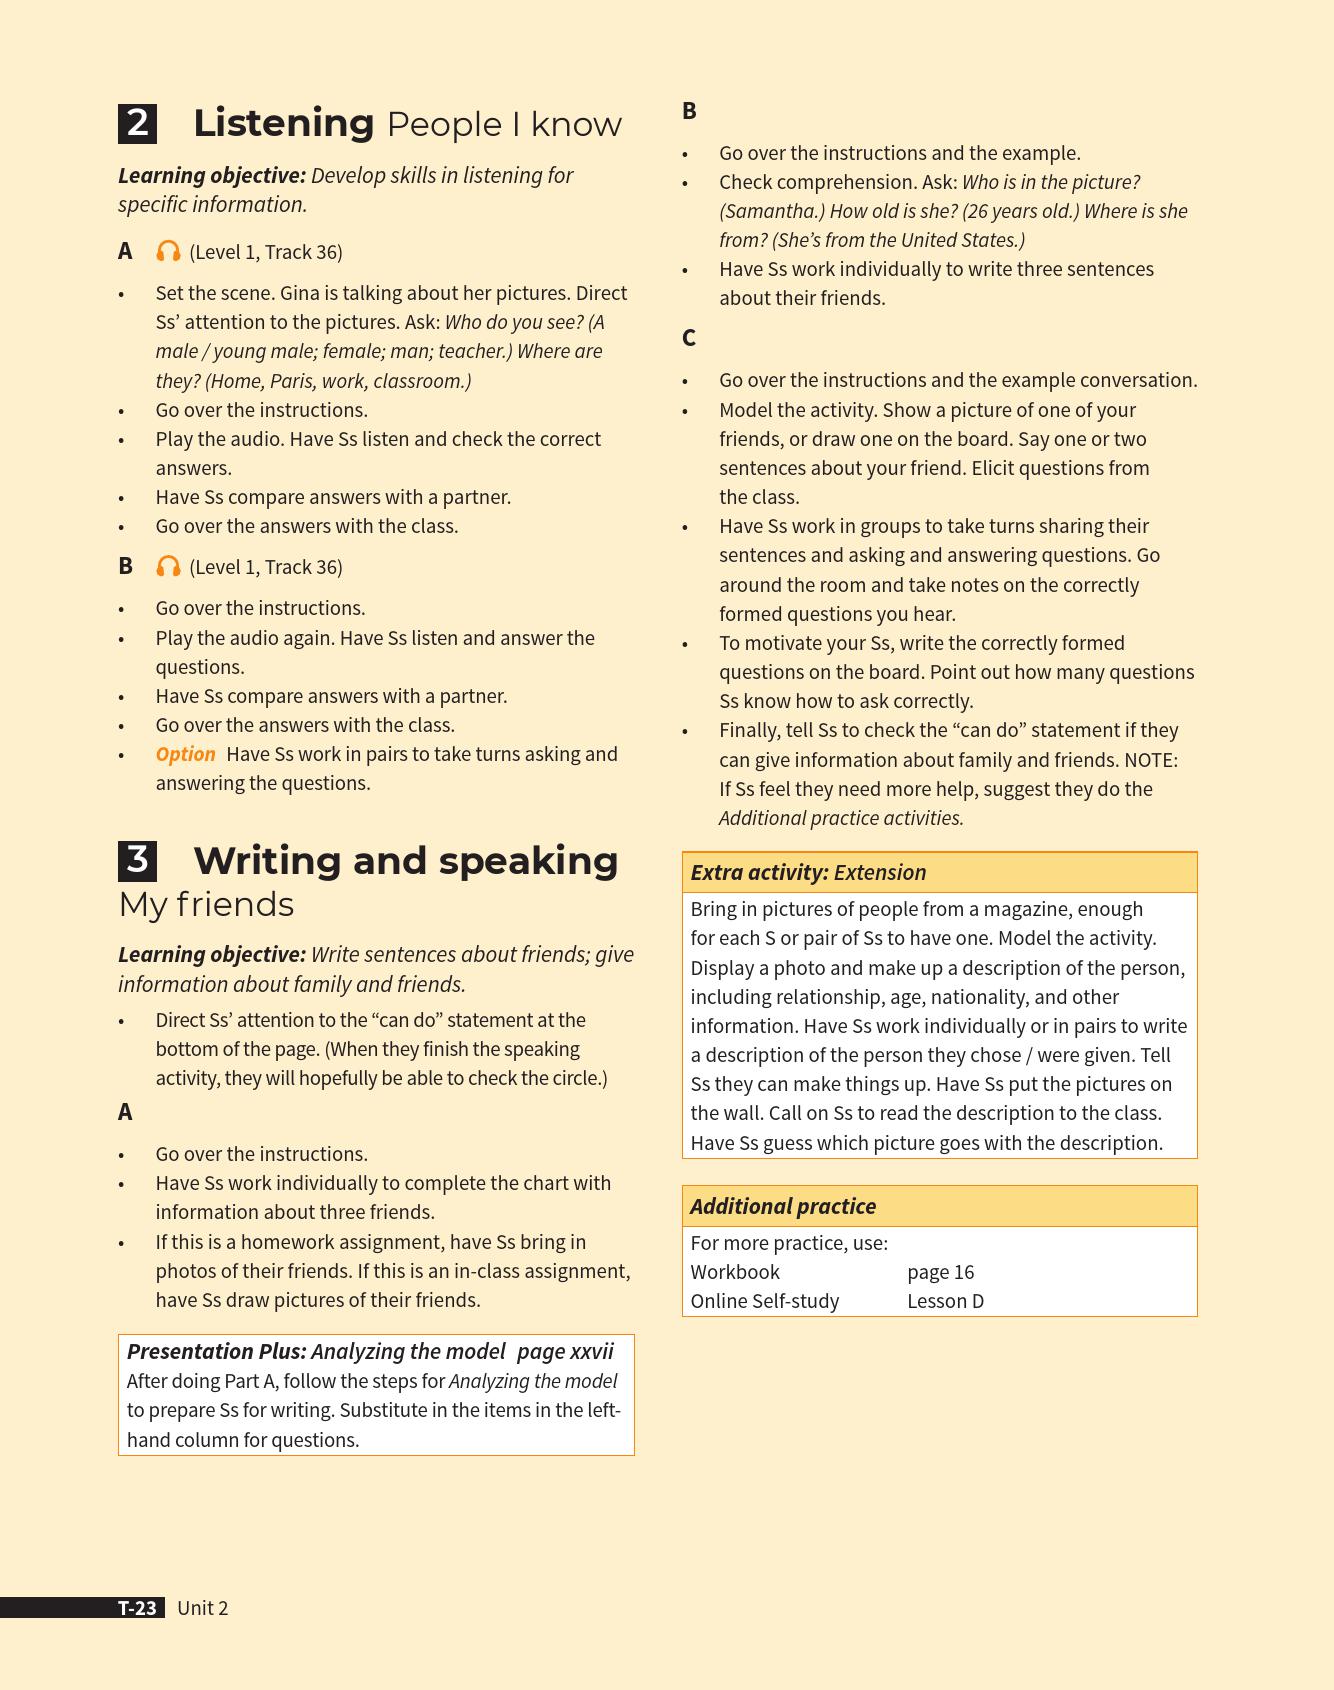 2 Listening People I know
Learning objective: Develop skills in listening for
specific information.
A (Level 1, Track 36)
• Set the scene. Gina is talking about her pictures. Direct
Ss’ attention to the pictures. Ask: Who do you see? (A
male / young male; female; man; teacher.) Where are
they? (Home, Paris, work, classroom.)
• Go over the instructions.
• Play the audio. Have Ss listen and check the correct
answers.
• Have Ss compare answers with a partner.
• Go over the answers with the class.
B (Level 1, Track 36)
• Go over the instructions.
• Play the audio again. Have Ss listen and answer the
questions.
• Have Ss compare answers with a partner.
• Go over the answers with the class.
• Option Have Ss work in pairs to take turns asking and
answering the questions.
3 Writing and speaking
My friends
Learning objective: Write sentences about friends; give
information about family and friends.
• Direct Ss’ attention to the “can do” statement at the
bottom of the page. (When they finish the speaking
activity, they will hopefully be able to check the circle.)
A
• Go over the instructions.
• Have Ss work individually to complete the chart with
information about three friends.
• If this is a homework assignment, have Ss bring in
photos of their friends. If this is an in-class assignment,
have Ss draw pictures of their friends.
Presentation Plus: Analyzing the model page xxvii
After doing Part A, follow the steps for Analyzing the model
to prepare Ss for writing. Substitute in the items in the left-
hand column for questions.
B
• Go over the instructions and the example.
• Check comprehension. Ask: Who is in the picture?
(Samantha.) How old is she? (26 years old.) Where is she
from? (She’s from the United States.)
• Have Ss work individually to write three sentences
about their friends.
C
• Go over the instructions and the example conversation.
• Model the activity. Show a picture of one of your
friends, or draw one on the board. Say one or two
sentences about your friend. Elicit questions from
the class.
• Have Ss work in groups to take turns sharing their
sentences and asking and answering questions. Go
around the room and take notes on the correctly
formed questions you hear.
• To motivate your Ss, write the correctly formed
questions on the board. Point out how many questions
Ss know how to ask correctly.
• Finally, tell Ss to check the “can do” statement if they
can give information about family and friends. NOTE:
If Ss feel they need more help, suggest they do the
Additional practice activities.
Extra activity: Extension
Bring in pictures of people from a magazine, enough
for each S or pair of Ss to have one. Model the activity.
Display a photo and make up a description of the person,
including relationship, age, nationality, and other
information. Have Ss work individually or in pairs to write
a description of the person they chose / were given. Tell
Ss they can make things up. Have Ss put the pictures on
the wall. Call on Ss to read the description to the class.
Have Ss guess which picture goes with the description.
Additional practice
For more practice, use:
Workbook page 16
Online Self-study Lesson D
T-23 Unit 2